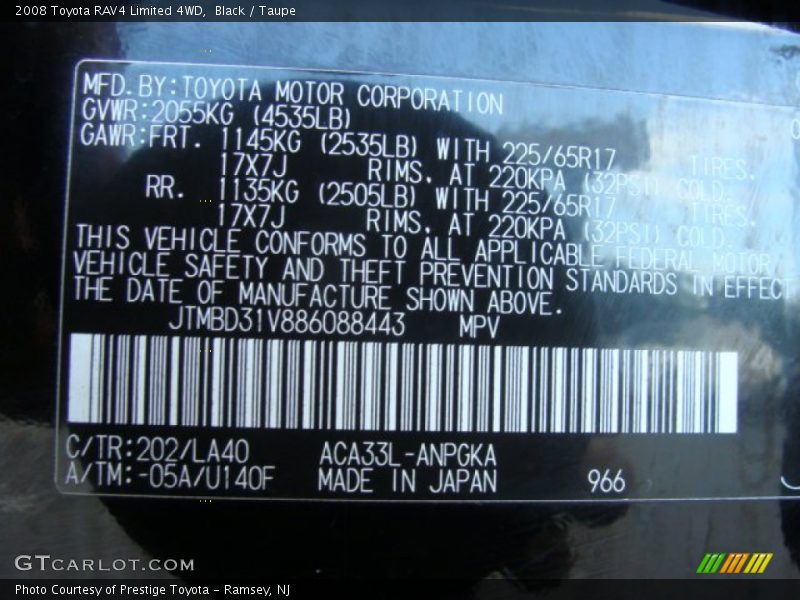 2008 Toyota RAV4 Limited 4WD, Black / Taupe
MFD.BY:TOYOTA MOTOR CORPORATION
GVWR:2055KG (4535LB)
GAWR:FRT. 1145KG (2535LB) WITH 225/65R17 TIRES.
17X7J RIMS, AT 220KPA (32PSI) COLD.
RR. 1135KG (2505LB) WITH 225/65R17 TIRES.
17X7J RIMS, AT 220KPA (32PSI) COLD.
THIS VEHICLE CONFORMS TO ALL APPLICABLE FEDERAL MOTOR
VEHICLE SAFETY AND THEFT PREVENTION STANDARDS IN EFFECT
THE DATE OF MANUFACTURE SHOWN ABOVE.
JTMBD31V886088443 MPV
C/TR:202/LA40 ACA33L-ANPGKA
A/TM:-05A/U140F MADE IN JAPAN 966
GTCARLOT.COM
Photo Courtesy of Prestige Toyota - Ramsey, NJ